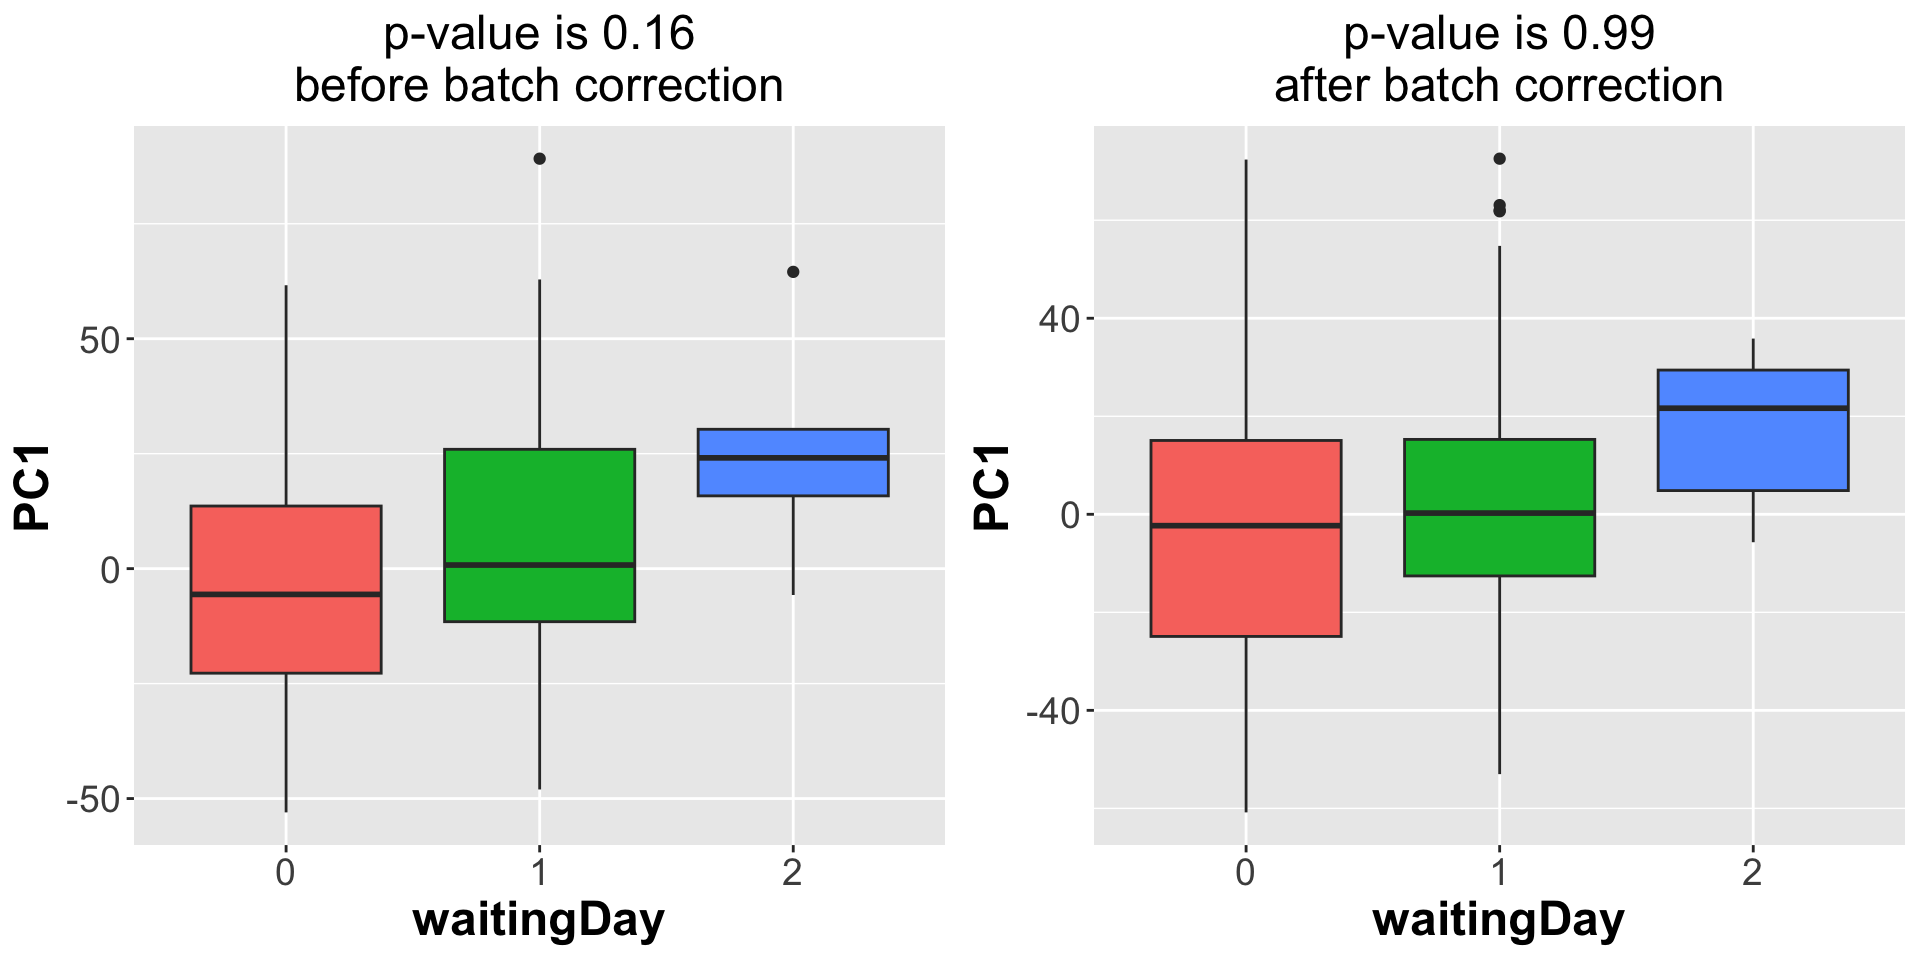 p-value is 0.16
before batch correction
PC1
50
0
-50
0
1
2
waitingDay
p-value is 0.99
after batch correction
PC1
40
0
-40
0
1
2
waitingDay